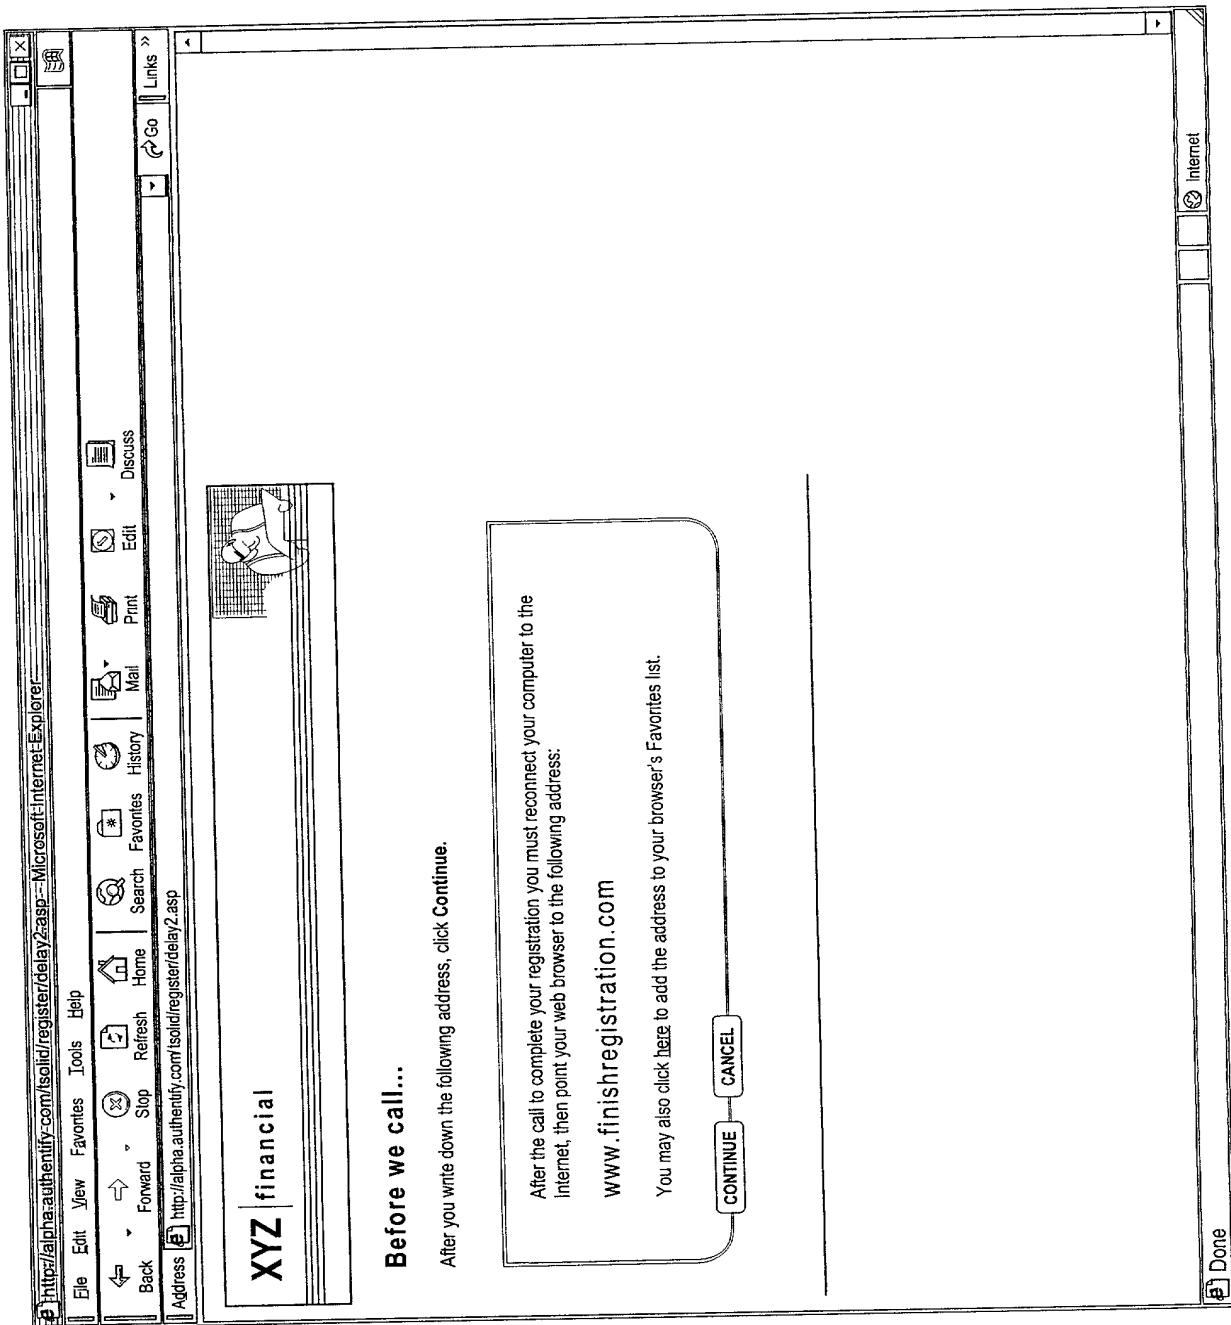 http://alpha.authentify.com/tsolid/register/delay2.asp - Microsoft Internet Explorer
File Edit View Favorites Tools Help
Back Forward Stop Refresh Home Search Favorites History Mail Print Edit Discuss
Address http://alpha.authentify.com/tsolid/register/delay2.asp Go Links »
XYZ financial
Before we call...
After you write down the following address, click Continue.
After the call to complete your registration you must reconnect your computer to the
Internet, then point your web browser to the following address:
www.finishregistration.com
You may also click here to add the address to your browser's Favorites list.
CONTINUE CANCEL
Done Internet